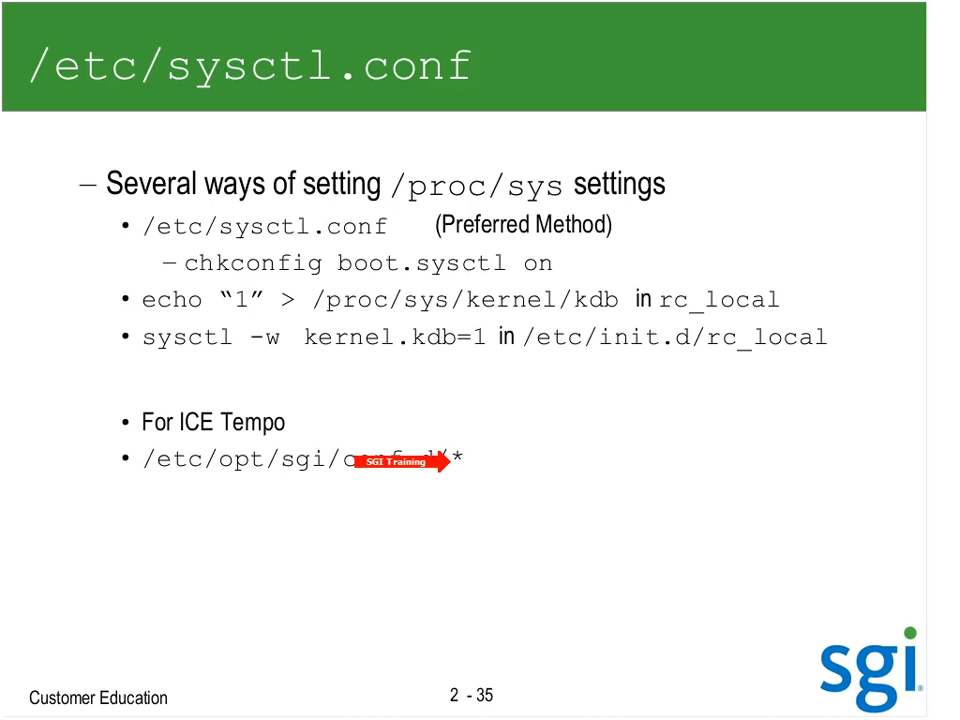 /etc/sysctl.conf
– Several ways of setting /proc/sys settings
• /etc/sysctl.conf (Preferred Method)
– chkconfig boot.sysctl on
• echo “1” > /proc/sys/kernel/kdb in rc_local
• sysctl -w kernel.kdb=1 in /etc/init.d/rc_local
• For ICE Tempo
• /etc/opt/sgi/conf.d/*
SGI Training
sgi®
Customer Education
2 - 35